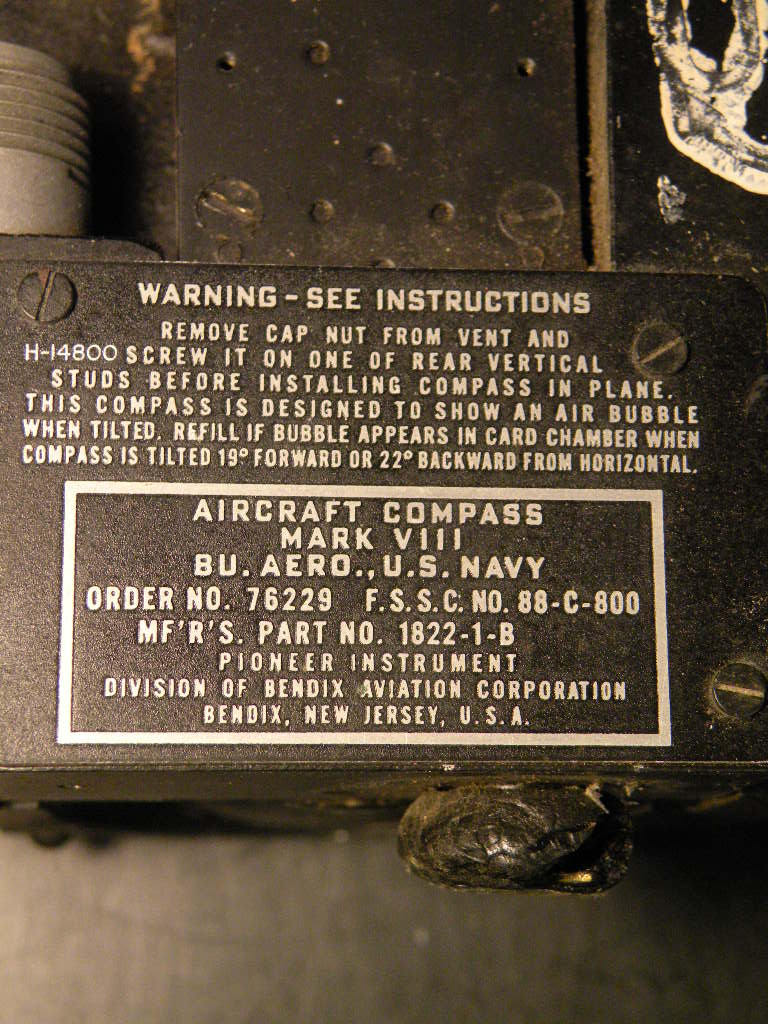 WARNING - SEE INSTRUCTIONS
REMOVE CAP NUT FROM VENT AND
H-14800 SCREW IT ON ONE OF REAR VERTICAL
STUDS BEFORE INSTALLING COMPASS IN PLANE.
THIS COMPASS IS DESIGNED TO SHOW AN AIR BUBBLE
WHEN TILTED. REFILL IF BUBBLE APPEARS IN CARD CHAMBER WHEN
COMPASS IS TILTED 19° FORWARD OR 22° BACKWARD FROM HORIZONTAL.
AIRCRAFT COMPASS
MARK VIII
BU. AERO., U.S. NAVY
ORDER NO. 76229 F.S.S.C. NO. 88-C-800
MF'R'S. PART NO. 1822-1-B
PIONEER INSTRUMENT
DIVISION OF BENDIX AVIATION CORPORATION
BENDIX, NEW JERSEY, U.S.A.